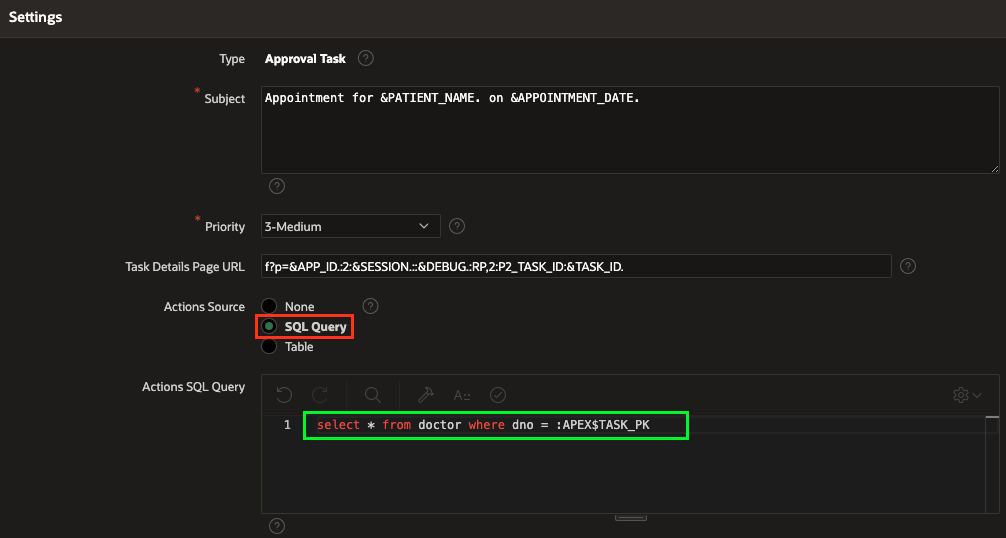 Settings
Type Approval Task ?
* Subject Appointment for &PATIENT_NAME. on &APPOINTMENT_DATE.
?
* Priority 3-Medium ?
Task Details Page URL f?p=&APP_ID.:2:&SESSION.::&DEBUG.:RP,2:P2_TASK_ID:&TASK_ID. ?
Actions Source None ?
SQL Query
Table
Actions SQL Query
A::
1 select * from doctor where dno = :APEX$TASK_PK
?